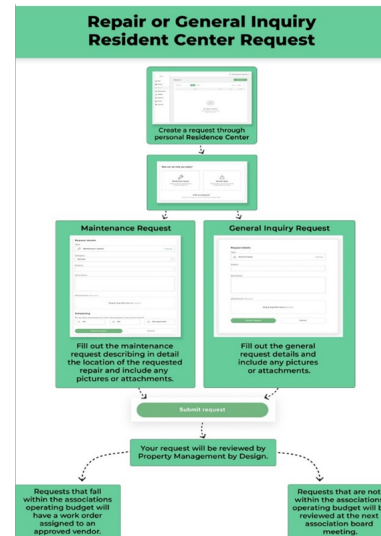 Repair or General Inquiry
Resident Center Request
Create a request through
personal Residence Center
Maintenance Request
General Inquiry Request
Fill out the maintenance
request describing in detail
the location of the requested
repair and include any
pictures or attachments.
Fill out the general
request details and
include any pictures
or attachments.
Submit request
Your request will be reviewed by
Property Management by Design.
Requests that fall
within the associations
operating budget will
have a work order
assigned to an
approved vendor.
Requests that are not
within the associations
operating budget will b
reviewed at the next
association board
meeting.